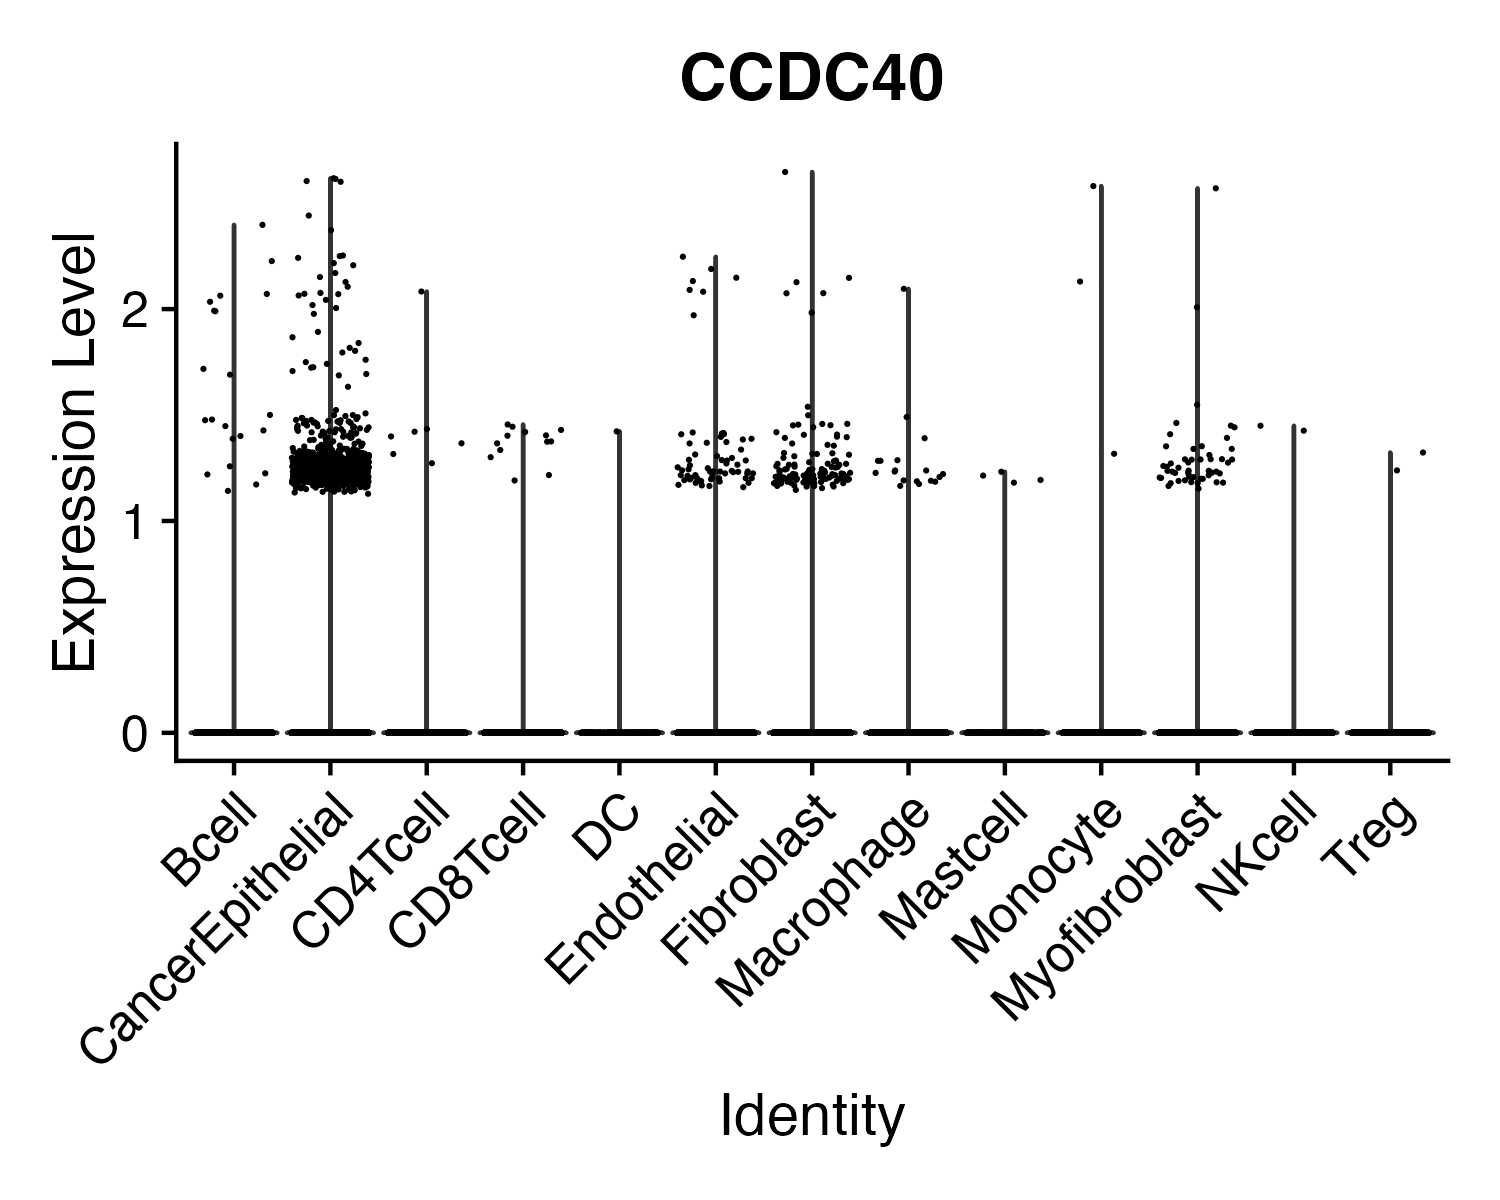 CCDC40
Expression Level
2
1
0
Bcell
CancerEpithelial
CD4Tcell
CD8Tcell
DC
Endothelial
Fibroblast
Macrophage
Mastcell
Monocyte
Myofibroblast
NKcell
Treg
Identity